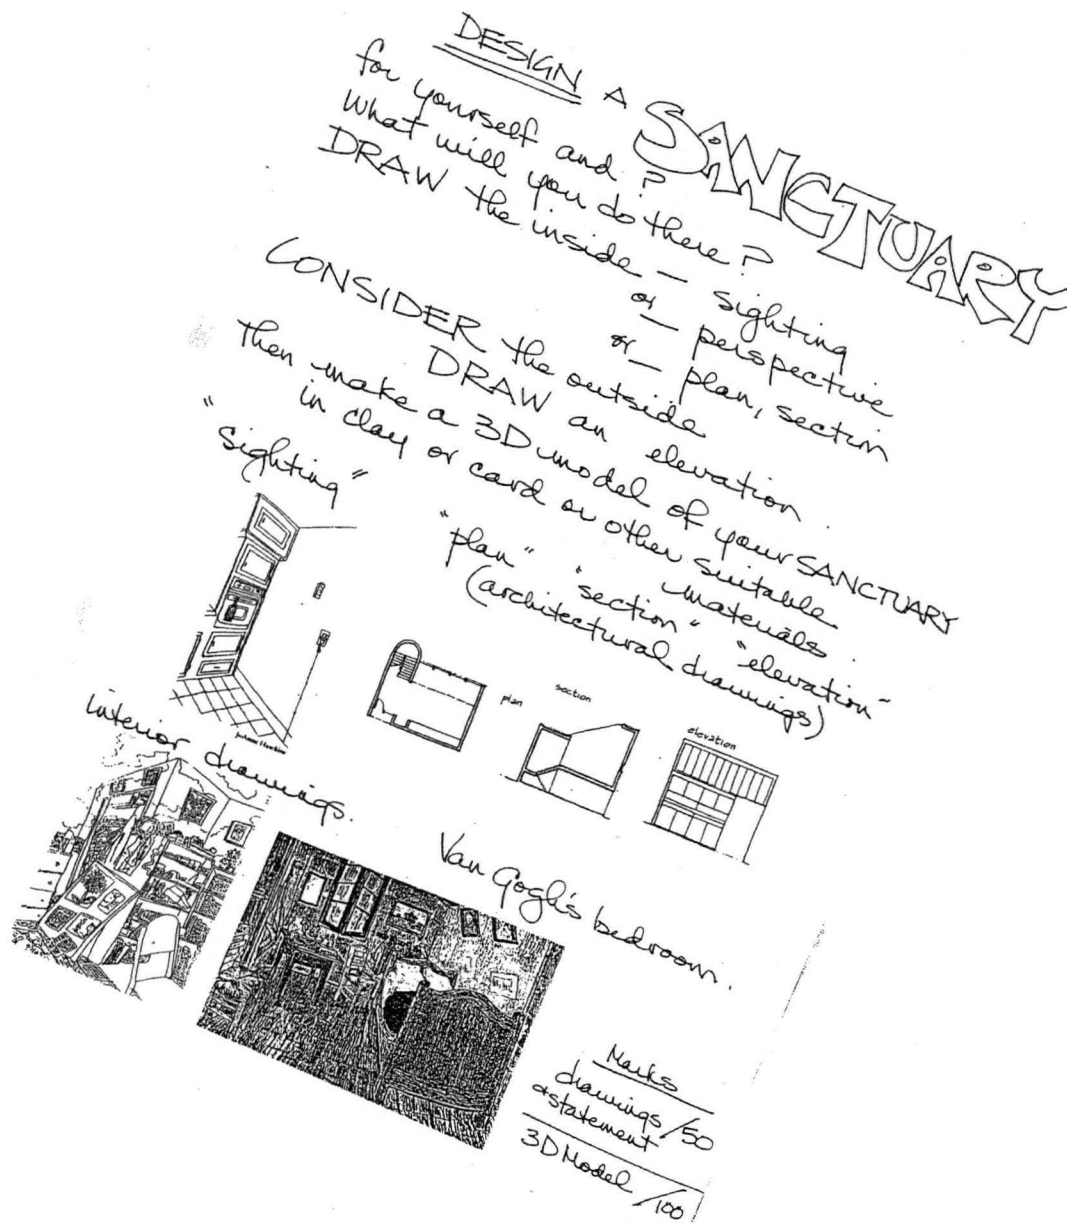 DESIGN A SANCTUARY
for yourself and ?
What will you do there ?
DRAW the inside — sighting
or — perspective
or — plan, section
CONSIDER the outside
DRAW an elevation.
Then make a 3D model of your SANCTUARY
in clay or card or other suitable
materials.
"Sighting"
"plan" "section" "elevation"
(architectural drawings)
plan
section
elevation
interior drawings.
Van Gogh's bedroom.
Marks
drawings /50
& statement
3D Model /100